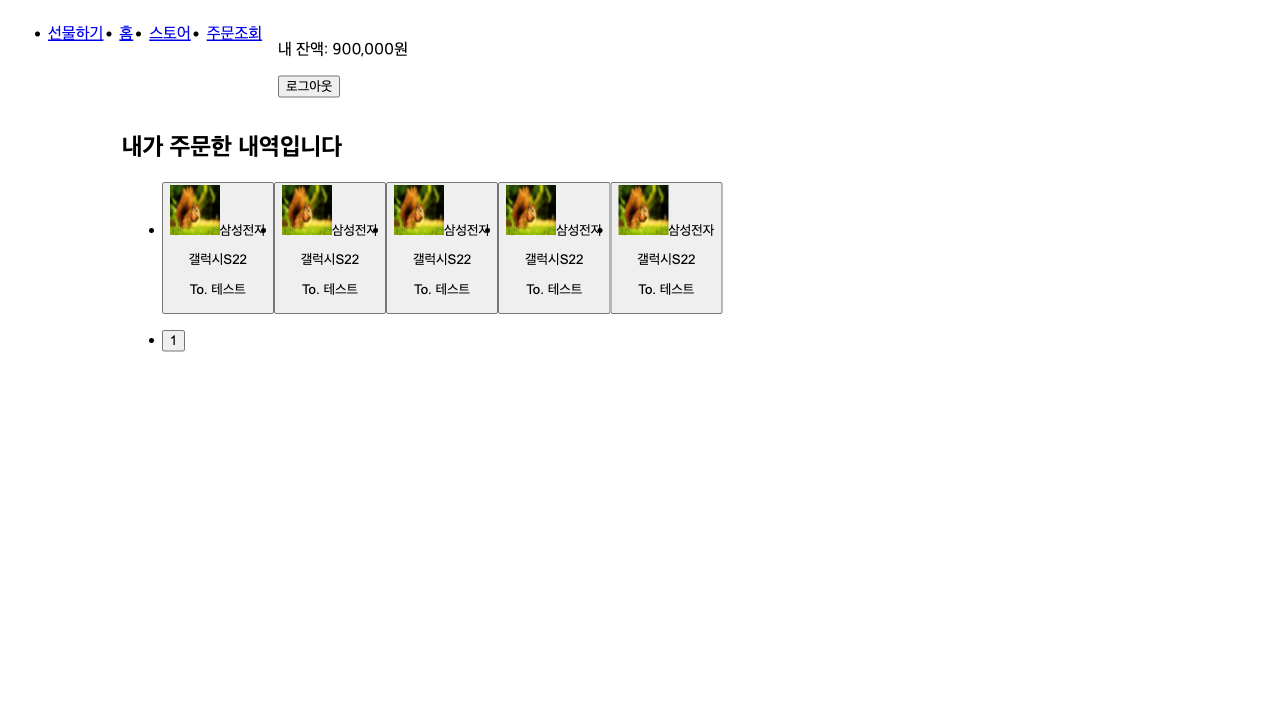 선물하기 홈 스토어 주문조회
내 잔액: 900,000원
로그아웃
내가 주문한 내역입니다
삼성전자 삼성전자 삼성전자 삼성전자 삼성전자
갤럭시S22 갤럭시S22 갤럭시S22 갤럭시S22 갤럭시S22
To. 테스트 To. 테스트 To. 테스트 To. 테스트 To. 테스트
1